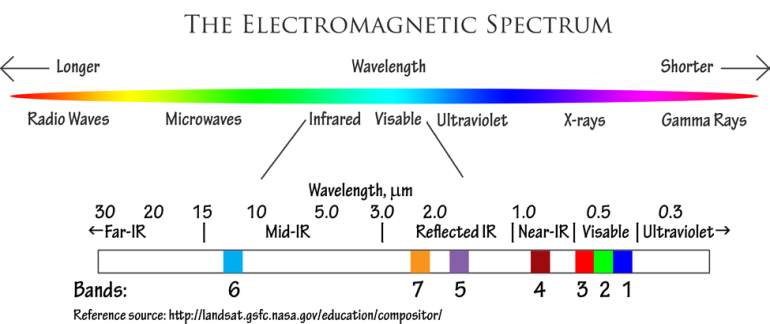 THE ELECTROMAGNETIC SPECTRUM
Longer Wavelength Shorter
Radio Waves Microwaves Infrared Visable Ultraviolet X-rays Gamma Rays
Wavelength, μm
30 20 15 10 5.0 3.0 2.0 1.0 0.5 0.3
←Far-IR | Mid-IR | Reflected IR | Near-IR | Visable | Ultraviolet→
Bands: 6 7 5 4 3 2 1
Reference source: http://landsat.gsfc.nasa.gov/education/compositor/